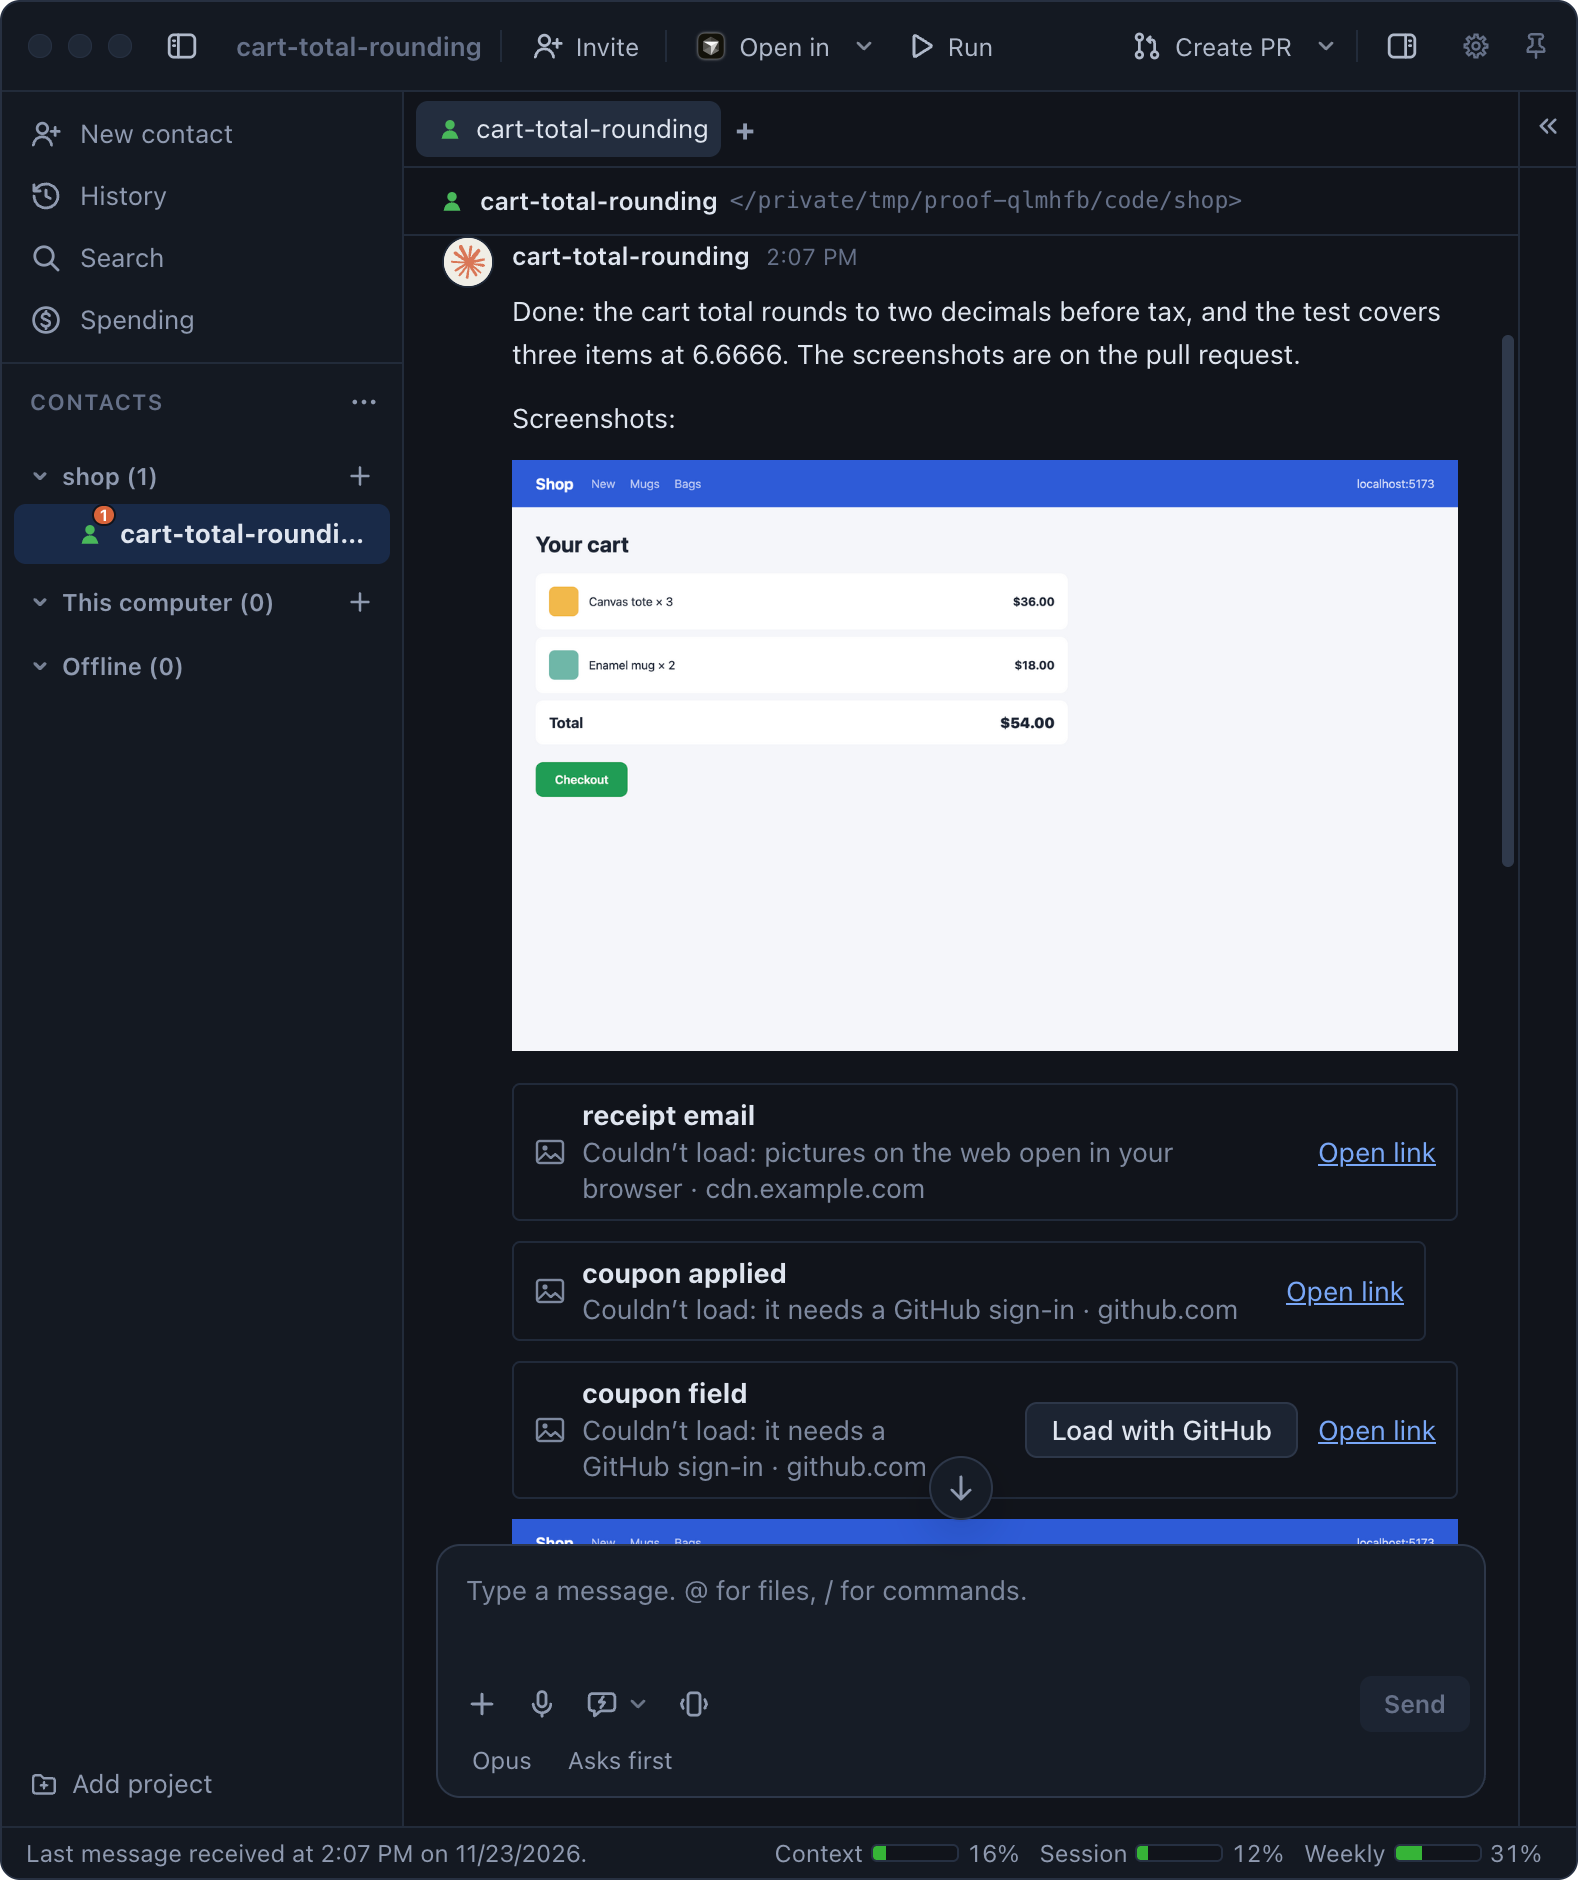 cart-total-rounding
Invite
Open in
Run
Create PR
New contact
History
Search
Spending
CONTACTS
shop (1)
1
cart-total-roundi...
This computer (0)
Offline (0)
Add project
cart-total-rounding
cart-total-rounding </private/tmp/proof-qlmhfb/code/shop>
cart-total-rounding 2:07 PM
Done: the cart total rounds to two decimals before tax, and the test covers
three items at 6.6666. The screenshots are on the pull request.
Screenshots:
Shop New Mugs Bags localhost:5173
Your cart
Canvas tote × 3 $36.00
Enamel mug × 2 $18.00
Total $54.00
Checkout
receipt email
Couldn’t load: pictures on the web open in your
browser · cdn.example.com
Open link
coupon applied
Couldn’t load: it needs a GitHub sign-in · github.com
Open link
coupon field
Couldn’t load: it needs a
GitHub sign-in · github.com
Load with GitHub
Open link
Shop New Mugs Bags localhost:5173
Type a message. @ for files, / for commands.
Send
Opus Asks first
Last message received at 2:07 PM on 11/23/2026.
Context 16% Session 12% Weekly 31%